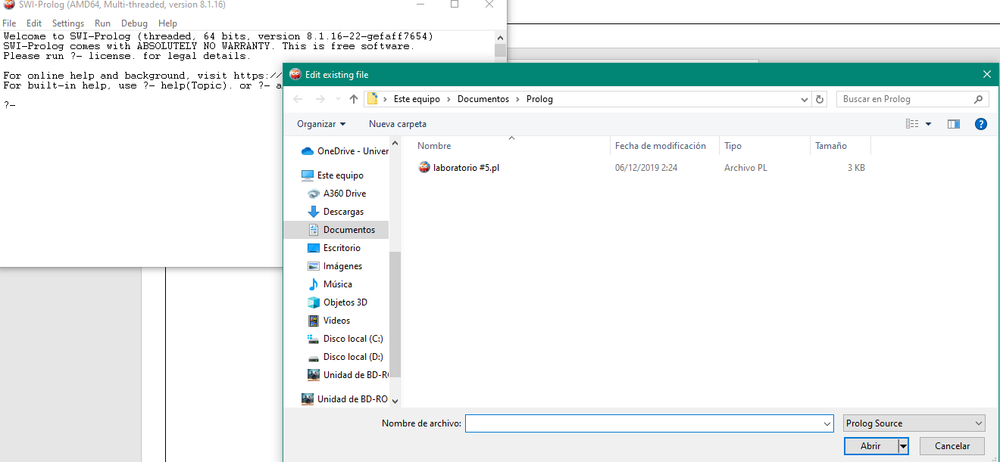 SWI-Prolog (AMD64, Multi-threaded, version 8.1.16)
File Edit Settings Run Debug Help
Welcome to SWI-Prolog (threaded, 64 bits, version 8.1.16-22-gefaff7654)
SWI-Prolog comes with ABSOLUTELY NO WARRANTY. This is free software.
Please run ?- license. for legal details.
For online help and background, visit https://
For built-in help, use ?- help(Topic). or ?- a
?-
Edit existing file
Este equipo > Documentos > Prolog
Buscar en Prolog
Organizar Nueva carpeta
Nombre Fecha de modificación Tipo Tamaño
laboratorio #5.pl 06/12/2019 2:24 Archivo PL 3 KB
OneDrive - Univer
Este equipo
A360 Drive
Descargas
Documentos
Escritorio
Imágenes
Música
Objetos 3D
Videos
Disco local (C:)
Disco local (D:)
Unidad de BD-RO
Unidad de BD-RO
Nombre de archivo:
Prolog Source
Abrir
Cancelar